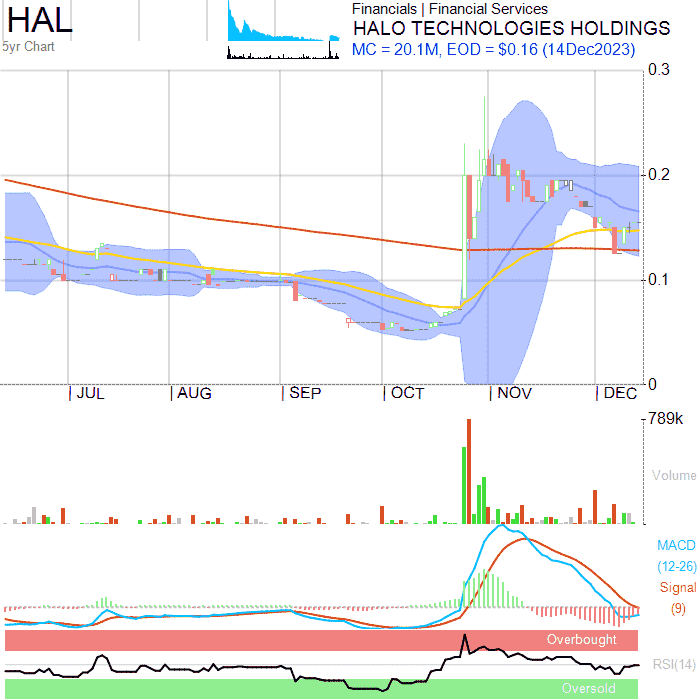 HAL
5yr Chart
Financials | Financial Services
HALO TECHNOLOGIES HOLDINGS
MC = 20.1M, EOD = $0.16 (14Dec2023)
0.3
0.2
0.1
0
JUL AUG SEP OCT NOV DEC
789k
Volume
MACD
(12-26)
Signal
(9)
Overbought
RSI(14)
Oversold